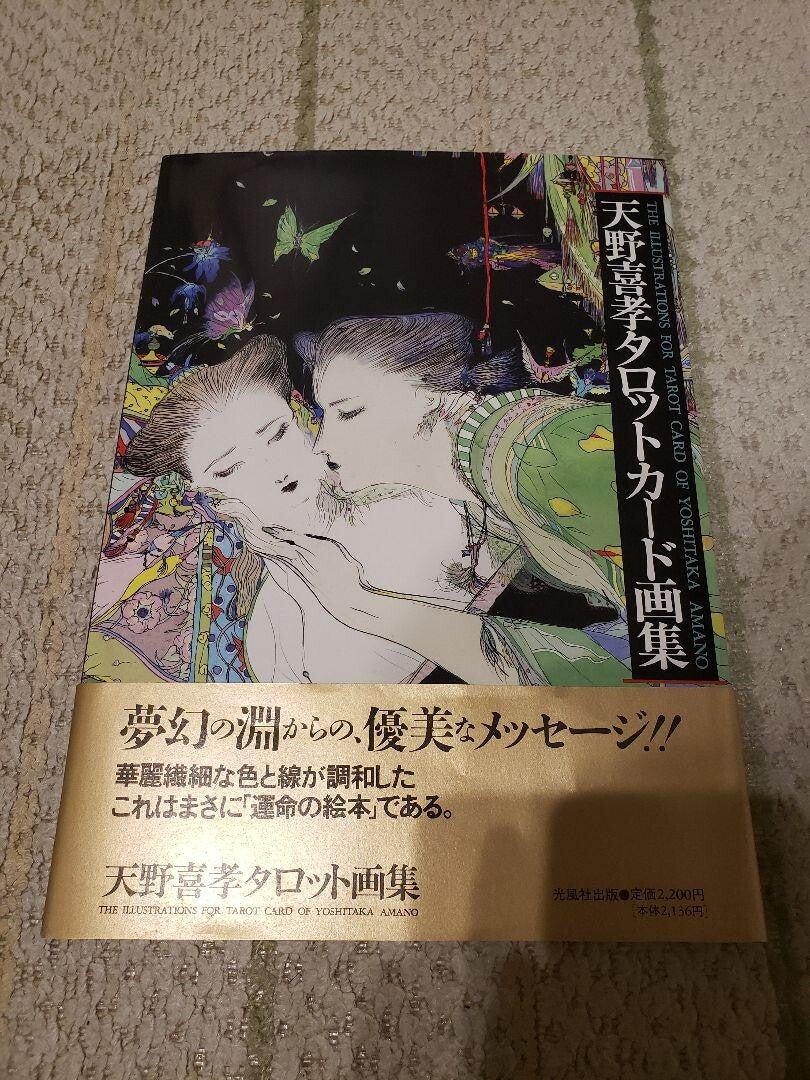 天野喜孝タロットカード画集
THE ILLUSTRATIONS FOR TAROT CARD OF YOSHITAKA AMANO
夢幻の淵からの、優美なメッセージ!!
華麗繊細な色と線が調和した
これはまさに「運命の絵本」である。
天野喜孝タロット画集
THE ILLUSTRATIONS FOR TAROT CARD OF YOSHITAKA AMANO
光風社出版●定価2,200円
[本体2,136円]